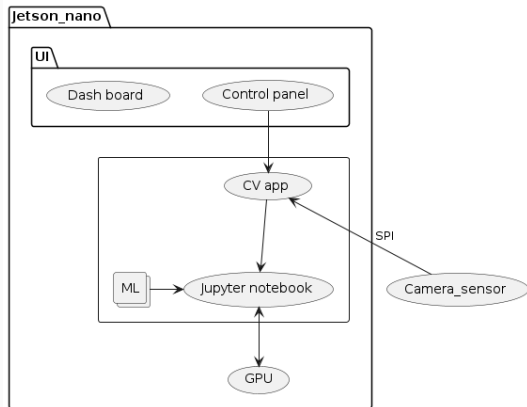 Jetson_nano
UI
Dash board
Control panel
CV app
SPI
ML
Jupyter notebook
Camera_sensor
GPU